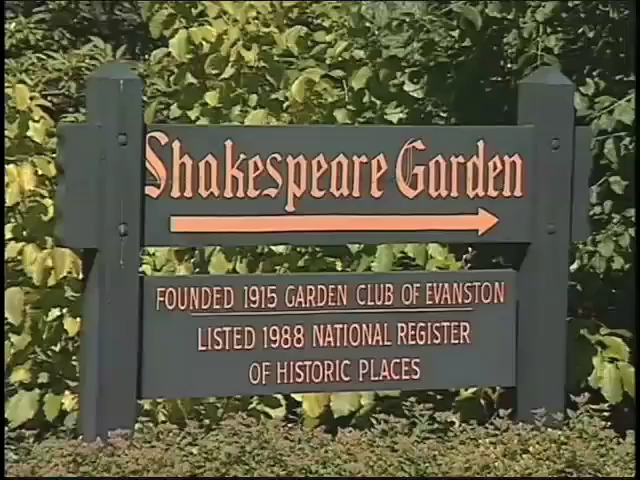 Shakespeare Garden
FOUNDED 1915 GARDEN CLUB OF EVANSTON
LISTED 1988 NATIONAL REGISTER
OF HISTORIC PLACES